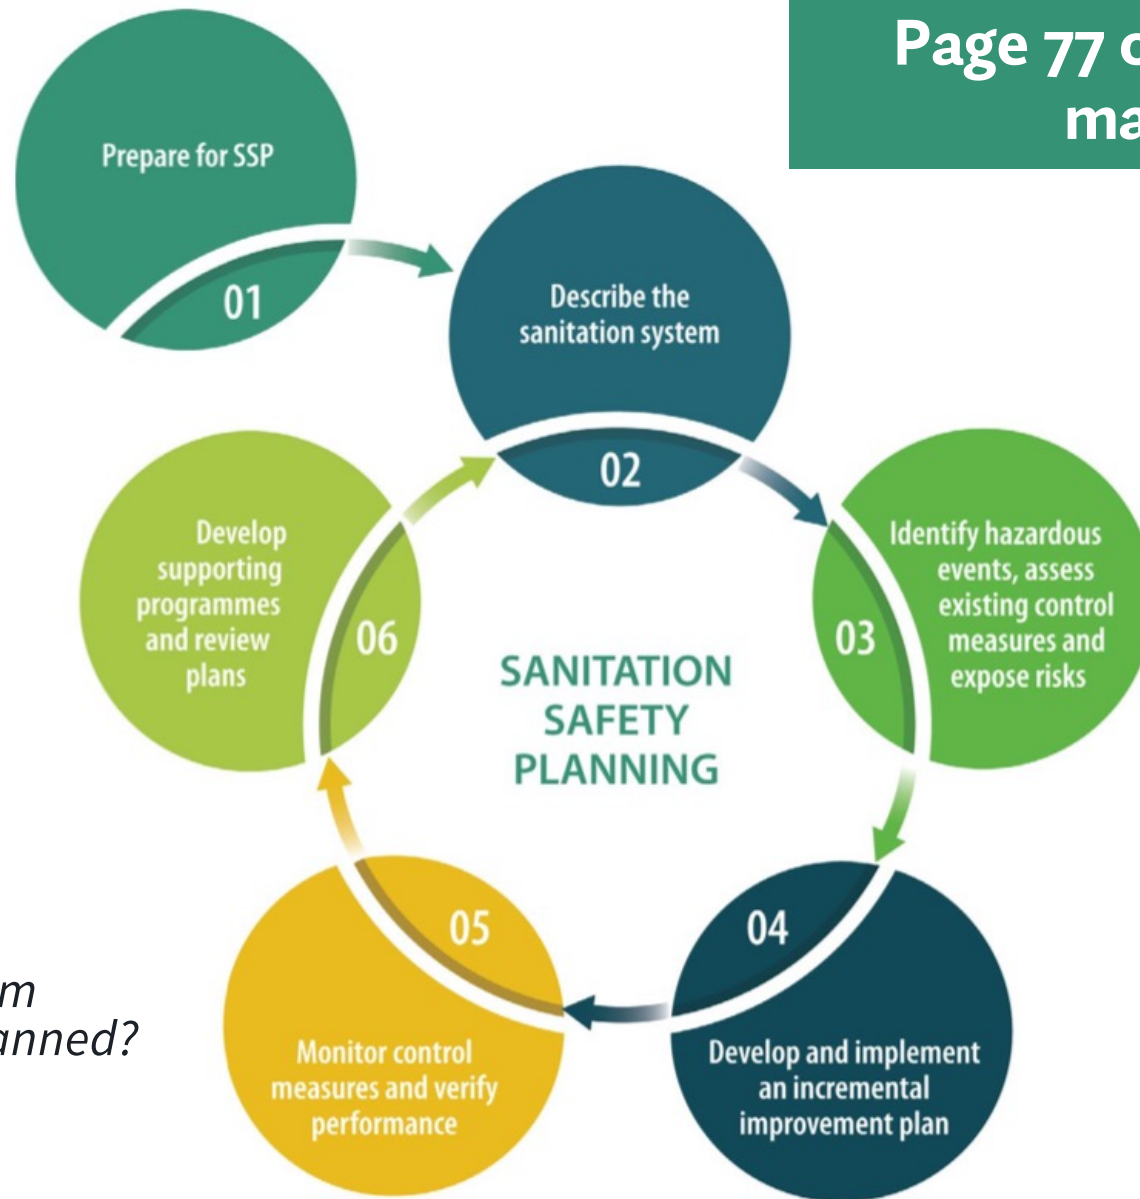 Page 77
Prepare for SSP
01
Describe the
sanitation system
02
Identify hazardous
events, assess
existing control
measures and
expose risks
03
Develop and implement
an incremental
improvement plan
04
Monitor control
measures and verify
performance
05
Develop
supporting
programmes
and review
plans
06
SANITATION
SAFETY
PLANNING